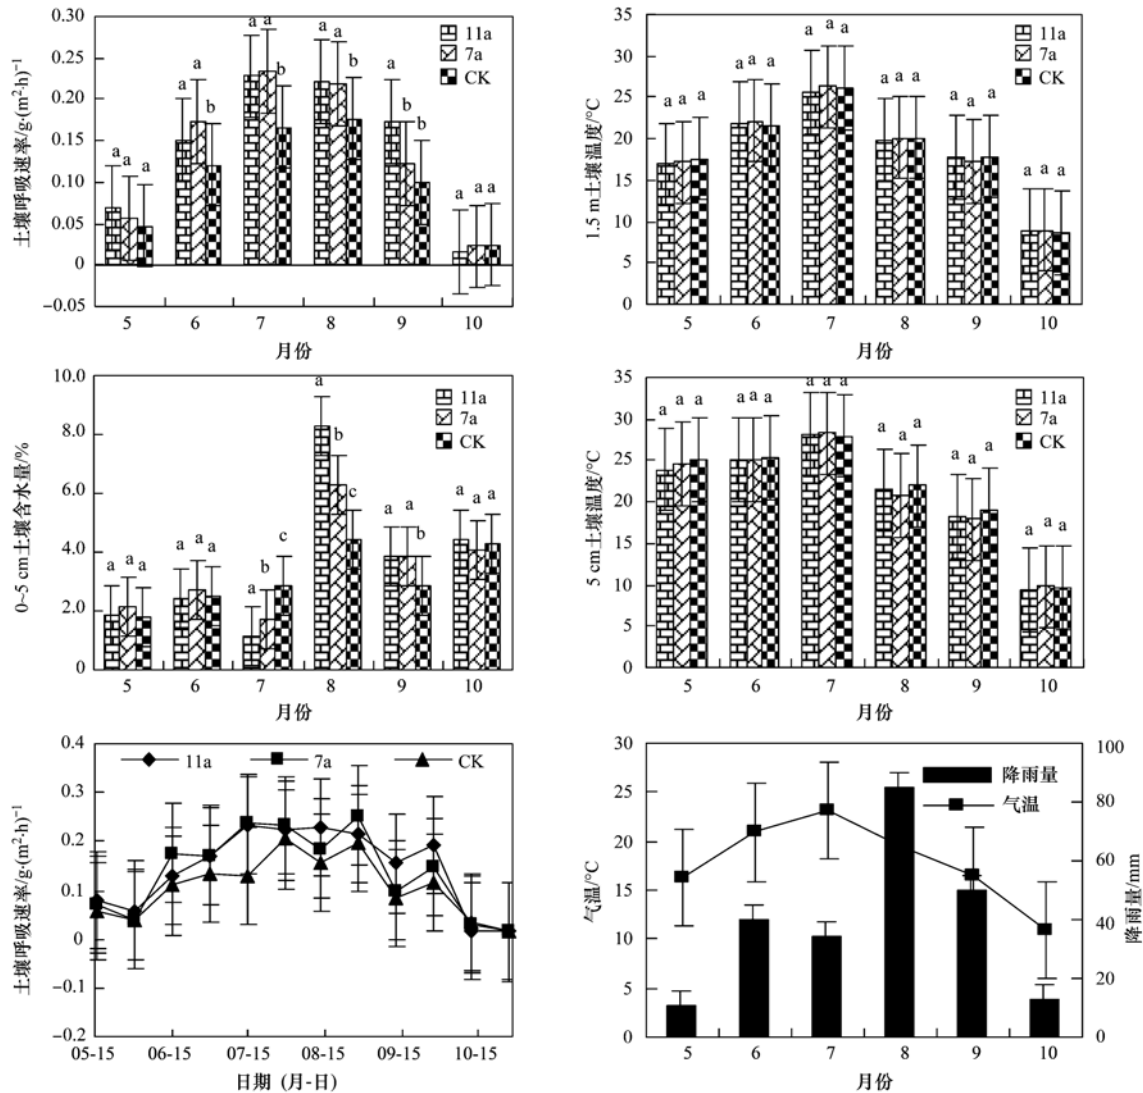 0.30
0.25
0.20
0.15
0.10
0.05
0
−0.05
土壤呼吸速率/g·(m²·h)⁻¹
11a
7a
CK
a a a
a a b
a a b
a a b
a b b
a a a
5 6 7 8 9 10
月份
35
30
25
20
15
10
5
0
1.5 m土壤温度/°C
11a
7a
CK
a a a
a a a
a a a
a a a
a a a
a a a
5 6 7 8 9 10
月份
10.0
8.0
6.0
4.0
2.0
0
0~5 cm土壤含水量/%
11a
7a
CK
a a a
a a a
a b c
a b c
a a b
a a a
5 6 7 8 9 10
月份
35
30
25
20
15
10
5
0
5 cm土壤温度/°C
11a
7a
CK
a a a
a a a
a a a
a a a
a a a
a a a
5 6 7 8 9 10
月份
0.4
0.3
0.2
0.1
0
−0.1
−0.2
土壤呼吸速率/g·(m²·h)⁻¹
11a 7a CK
05-15 06-15 07-15 08-15 09-15 10-15
日期 (月-日)
30
25
20
15
10
5
0
气温/°C
降雨量
气温
100
80
60
40
20
0
降雨量/mm
5 6 7 8 9 10
月份